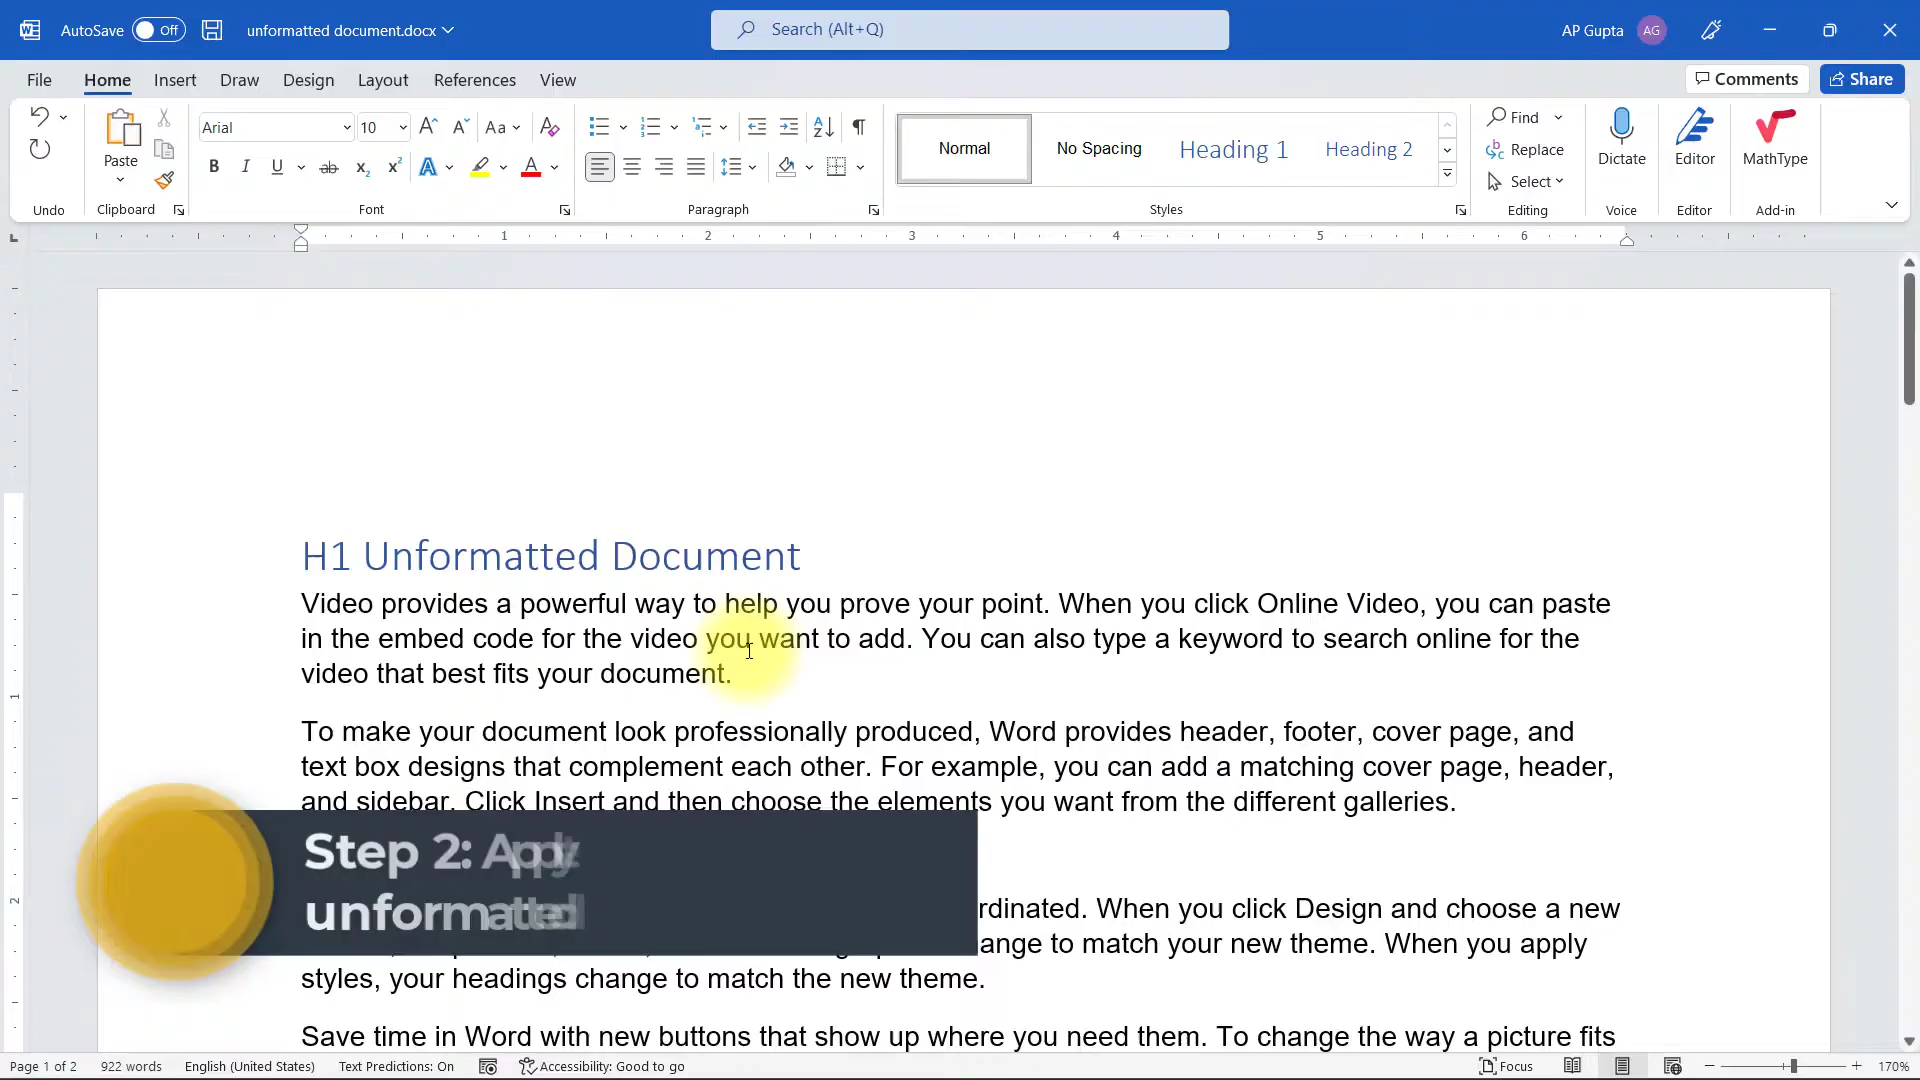 AutoSave Off unformatted document.docx Search (Alt+Q) AP Gupta AG
File Home Insert Draw Design Layout References View Comments Share
Paste Arial 10 Aa Normal No Spacing Heading 1 Heading 2 Find Replace Select Dictate Editor MathType
Undo Clipboard Font Paragraph Styles Editing Voice Editor Add-in
1 2 3 4 5 6
H1 Unformatted Document
Video provides a powerful way to help you prove your point. When you click Online Video, you can paste
in the embed code for the video you want to add. You can also type a keyword to search online for the
video that best fits your document.
To make your document look professionally produced, Word provides header, footer, cover page, and
text box designs that complement each other. For example, you can add a matching cover page, header,
and sidebar. Click Insert and then choose the elements you want from the different galleries.
Step 2: Apply
unformatted
rdinated. When you click Design and choose a new
ange to match your new theme. When you apply
styles, your headings change to match the new theme.
Save time in Word with new buttons that show up where you need them. To change the way a picture fits
Page 1 of 2 922 words English (United States) Text Predictions: On Accessibility: Good to go Focus 170%